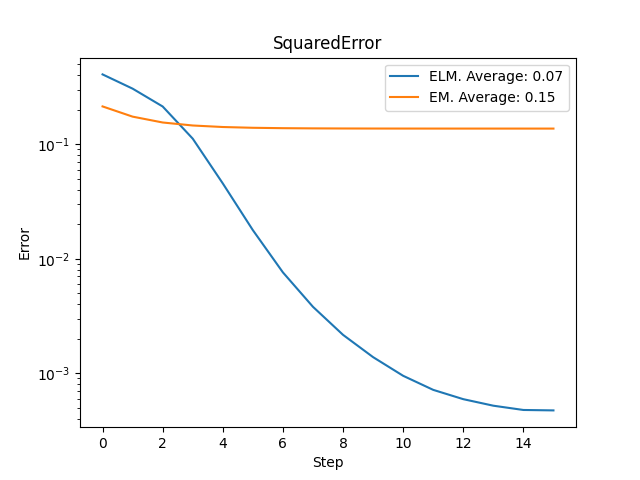 SquaredError
ELM. Average: 0.07
EM. Average: 0.15
Error
10⁻¹
10⁻²
10⁻³
0 2 4 6 8 10 12 14
Step